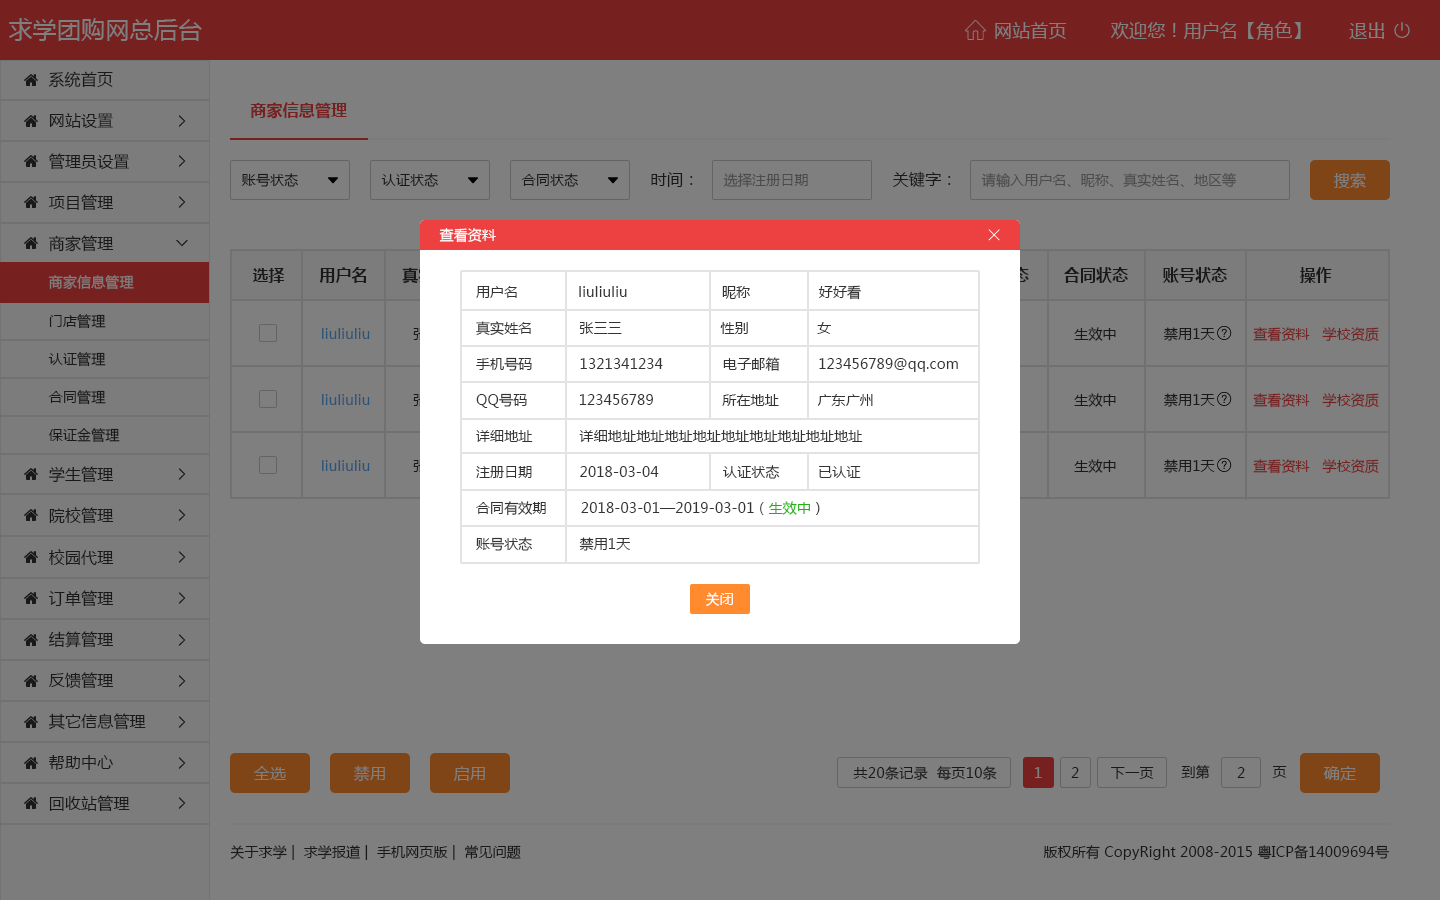 求学团购网总后台
网站首页 欢迎您！用户名【角色】 退出
系统首页
网站设置
管理员设置
项目管理
商家管理
商家信息管理
门店管理
认证管理
合同管理
保证金管理
学生管理
院校管理
校园代理
订单管理
结算管理
反馈管理
其它信息管理
帮助中心
回收站管理
商家信息管理
账号状态 认证状态 合同状态 时间： 选择注册日期 关键字： 请输入用户名、昵称、真实姓名、地区等 搜索
选择 用户名 真 态 合同状态 账号状态 操作
liuliuliu 生效中 禁用1天? 查看资料 学校资质
liuliuliu 生效中 禁用1天? 查看资料 学校资质
liuliuliu 生效中 禁用1天? 查看资料 学校资质
查看资料
用户名 liuliuliu 昵称 好好看
真实姓名 张三三 性别 女
手机号码 1321341234 电子邮箱 123456789@qq.com
QQ号码 123456789 所在地址 广东广州
详细地址 详细地址地址地址地址地址地址地址地址地址
注册日期 2018-03-04 认证状态 已认证
合同有效期 2018-03-01—2019-03-01（生效中）
账号状态 禁用1天
关闭
全选 禁用 启用 共20条记录 每页10条 1 2 下一页 到第 2 页 确定
关于求学| 求学报道| 手机网页版| 常见问题
版权所有 CopyRight 2008-2015 粤ICP备14009694号